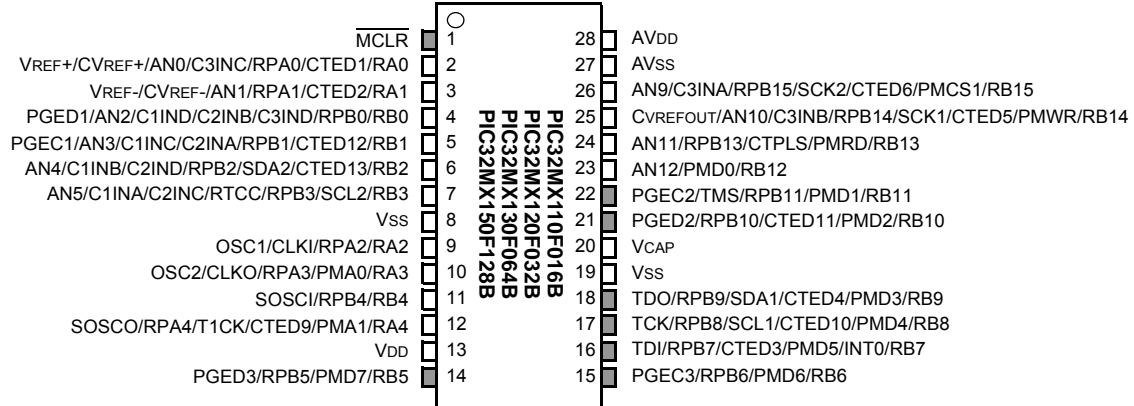 MCLR 1
VREF+/CVREF+/AN0/C3INC/RPA0/CTED1/RA0 2
VREF-/CVREF-/AN1/RPA1/CTED2/RA1 3
PGED1/AN2/C1IND/C2INB/C3IND/RPB0/RB0 4
PGEC1/AN3/C1INC/C2INA/RPB1/CTED12/RB1 5
AN4/C1INB/C2IND/RPB2/SDA2/CTED13/RB2 6
AN5/C1INA/C2INC/RTCC/RPB3/SCL2/RB3 7
VSS 8
OSC1/CLKI/RPA2/RA2 9
OSC2/CLKO/RPA3/PMA0/RA3 10
SOSCI/RPB4/RB4 11
SOSCO/RPA4/T1CK/CTED9/PMA1/RA4 12
VDD 13
PGED3/RPB5/PMD7/RB5 14
PIC32MX110F016B
PIC32MX120F032B
PIC32MX130F064B
PIC32MX150F128B
28 AVDD
27 AVSS
26 AN9/C3INA/RPB15/SCK2/CTED6/PMCS1/RB15
25 CVREFOUT/AN10/C3INB/RPB14/SCK1/CTED5/PMWR/RB14
24 AN11/RPB13/CTPLS/PMRD/RB13
23 AN12/PMD0/RB12
22 PGEC2/TMS/RPB11/PMD1/RB11
21 PGED2/RPB10/CTED11/PMD2/RB10
20 VCAP
19 VSS
18 TDO/RPB9/SDA1/CTED4/PMD3/RB9
17 TCK/RPB8/SCL1/CTED10/PMD4/RB8
16 TDI/RPB7/CTED3/PMD5/INT0/RB7
15 PGEC3/RPB6/PMD6/RB6